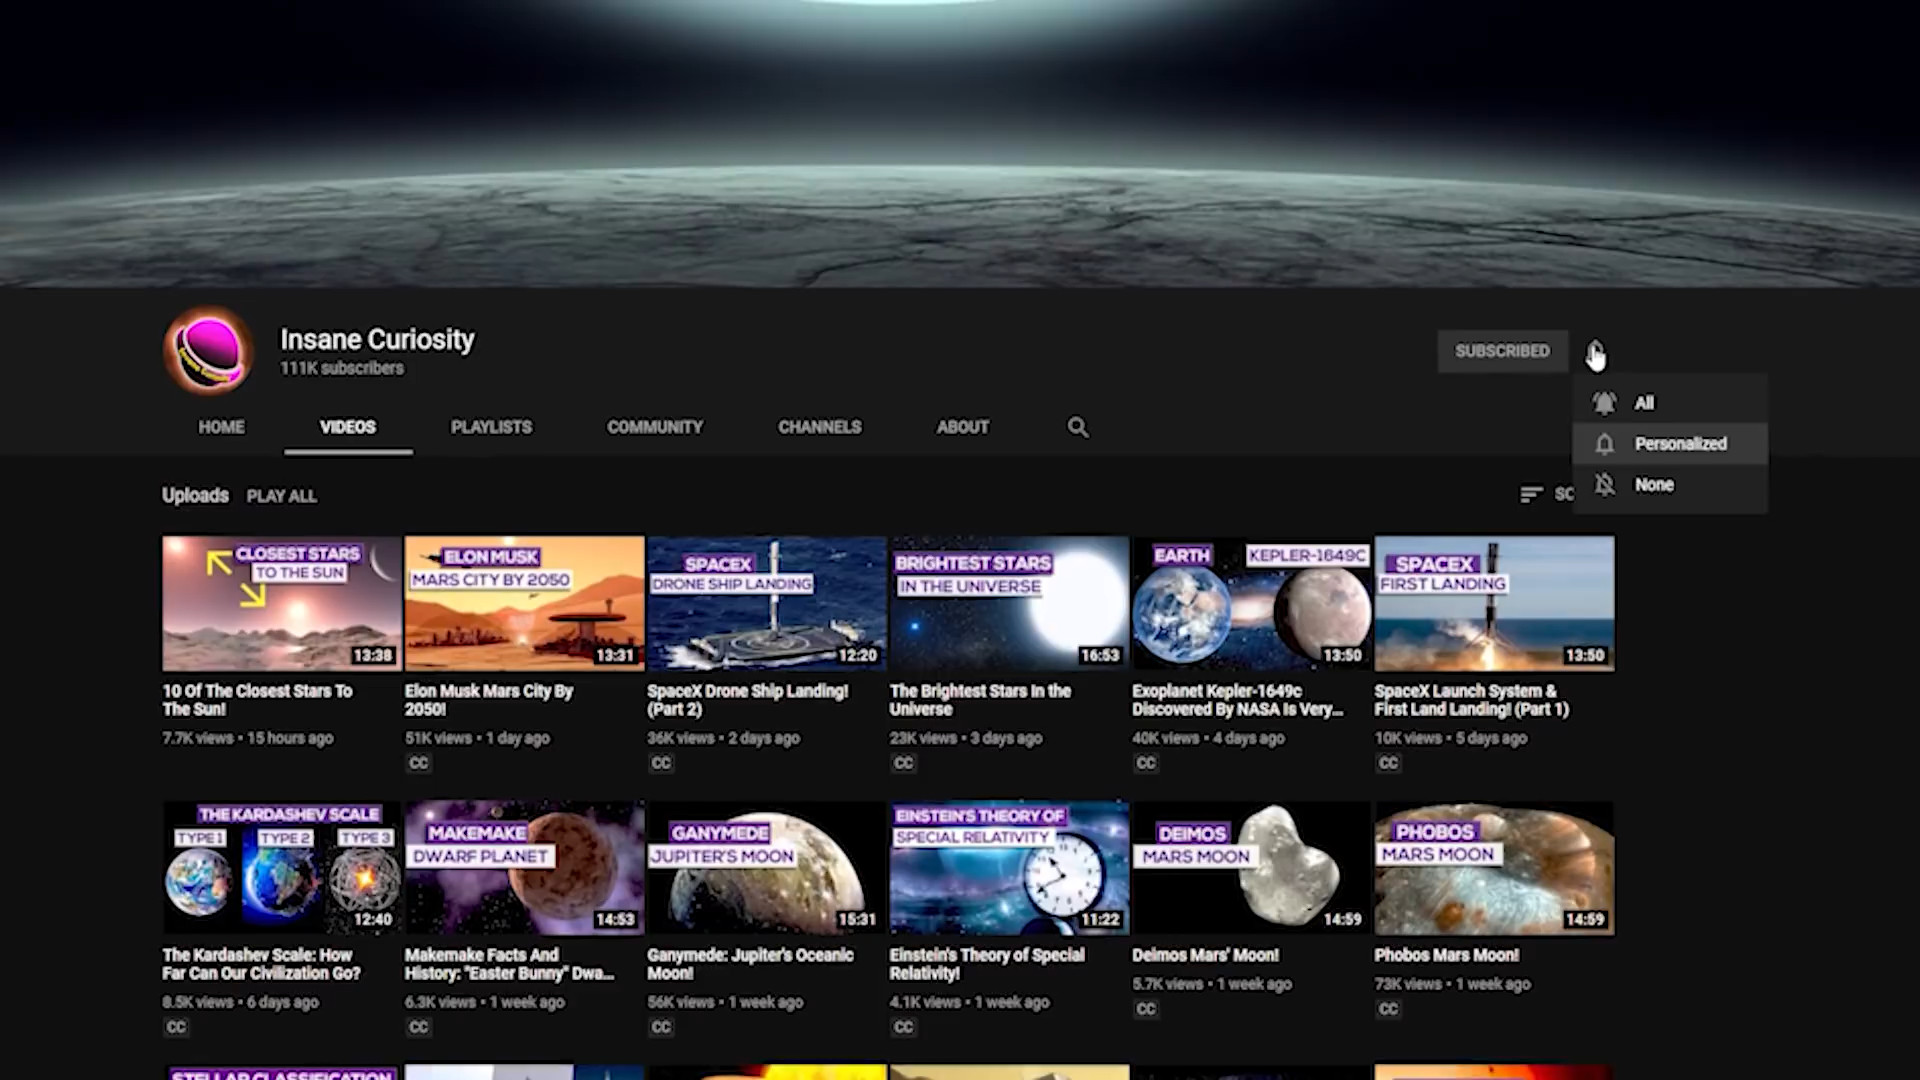 Insane Curiosity
111K subscribers
SUBSCRIBED
HOME
VIDEOS
PLAYLISTS
COMMUNITY
CHANNELS
ABOUT
All
Personalized
None
Uploads
PLAY ALL
CLOSEST STARS
TO THE SUN
13:38
ELON MUSK
MARS CITY BY 2050
13:31
SPACEX
DRONE SHIP LANDING
12:20
BRIGHTEST STARS
IN THE UNIVERSE
16:53
EARTH
KEPLER-1649C
13:50
SPACEX
FIRST LANDING
13:50
10 Of The Closest Stars To
The Sun!
7.7K views • 15 hours ago
Elon Musk Mars City By
2050!
51K views • 1 day ago
CC
SpaceX Drone Ship Landing!
(Part 2)
36K views • 2 days ago
CC
The Brightest Stars In the
Universe
23K views • 3 days ago
CC
Exoplanet Kepler-1649c
Discovered By NASA Is Very...
40K views • 4 days ago
CC
SpaceX Launch System &
First Land Landing! (Part 1)
10K views • 5 days ago
CC
THE KARDASHEV SCALE
TYPE 1
TYPE 2
TYPE 3
12:40
MAKEMAKE
DWARF PLANET
14:53
GANYMEDE
JUPITER'S MOON
15:31
EINSTEIN'S THEORY OF
SPECIAL RELATIVITY
11:22
DEIMOS
MARS MOON
14:59
PHOBOS
MARS MOON
14:59
The Kardashev Scale: How
Far Can Our Civilization Go?
8.5K views • 6 days ago
CC
Makemake Facts And
History: "Easter Bunny" Dwa...
6.3K views • 1 week ago
CC
Ganymede: Jupiter's Oceanic
Moon!
56K views • 1 week ago
CC
Einstein's Theory of Special
Relativity!
4.1K views • 1 week ago
CC
Deimos Mars' Moon!
5.7K views • 1 week ago
CC
Phobos Mars Moon!
73K views • 1 week ago
CC
STELLAR CLASSIFICATION